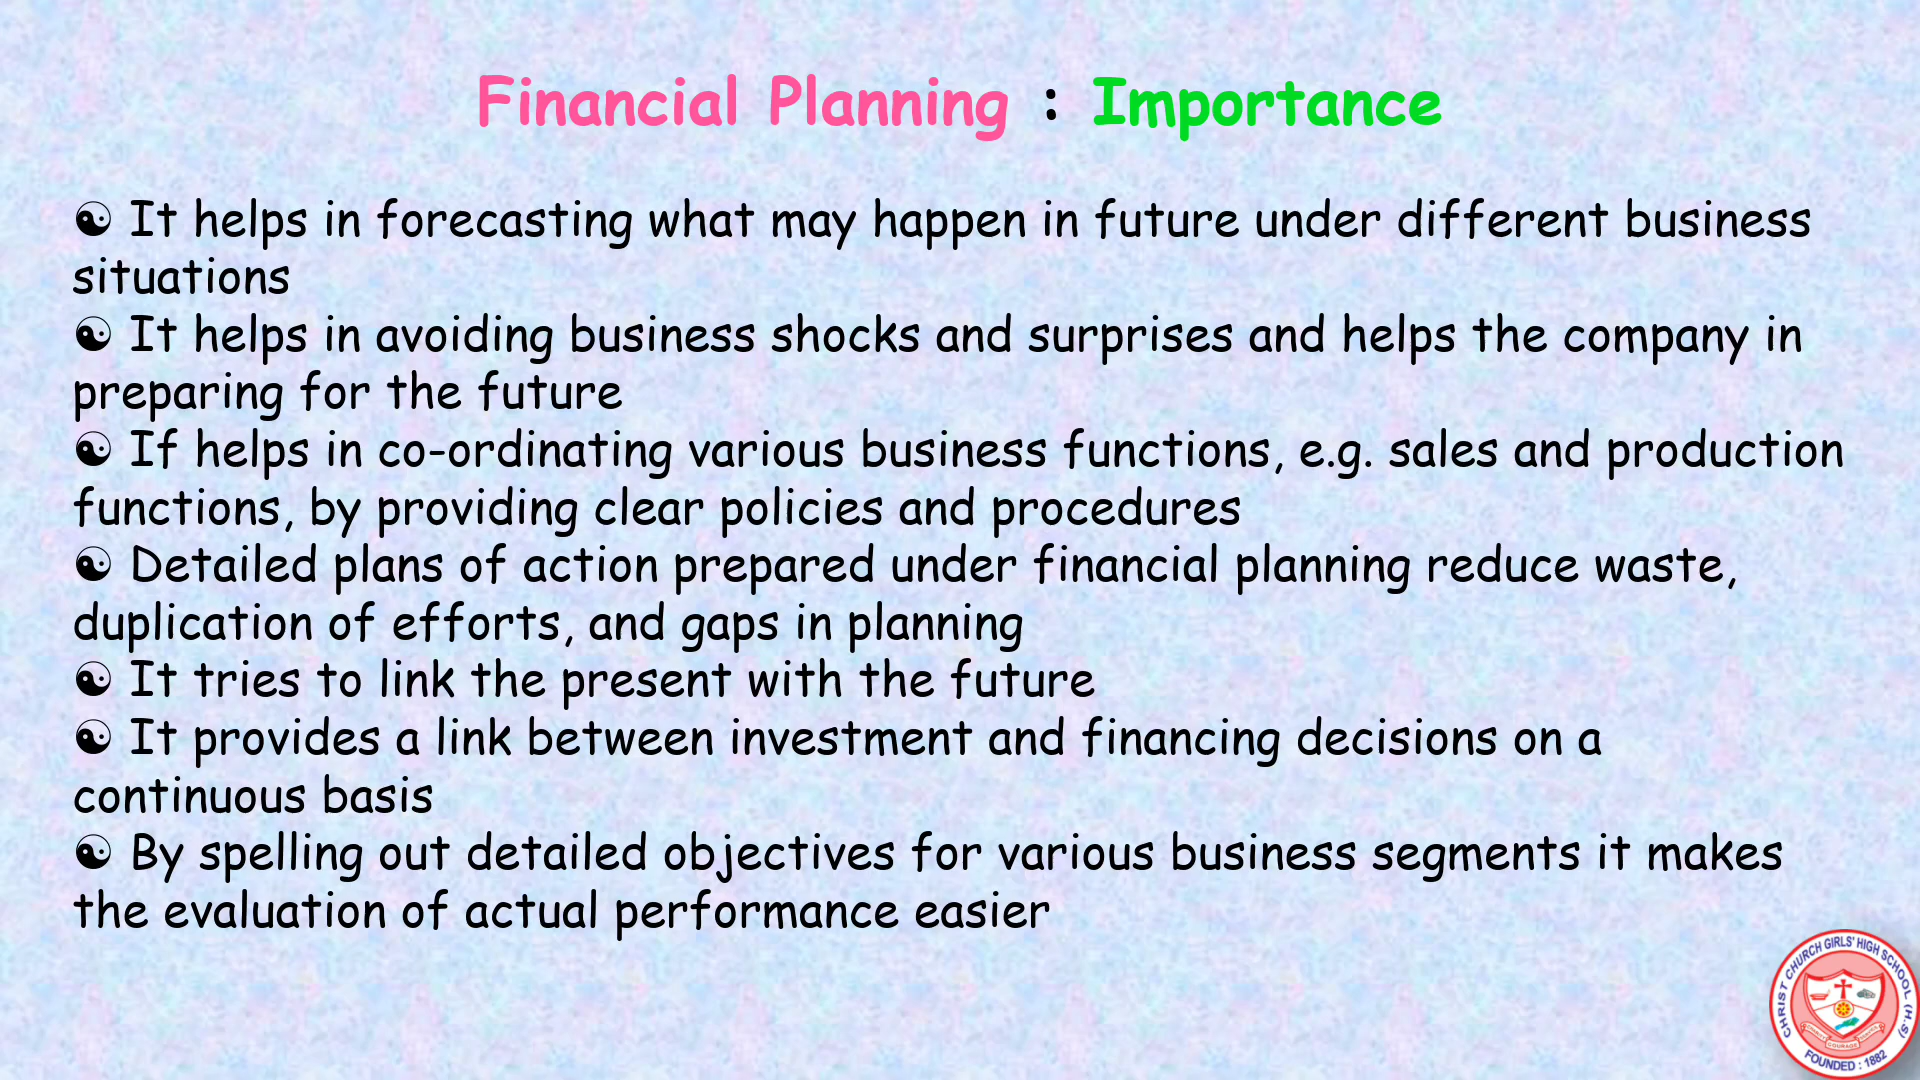 Financial Planning : Importance
☯ It helps in forecasting what may happen in future under different business
situations
☯ It helps in avoiding business shocks and surprises and helps the company in
preparing for the future
☯ If helps in co-ordinating various business functions, e.g. sales and production
functions, by providing clear policies and procedures
☯ Detailed plans of action prepared under financial planning reduce waste,
duplication of efforts, and gaps in planning
☯ It tries to link the present with the future
☯ It provides a link between investment and financing decisions on a
continuous basis
☯ By spelling out detailed objectives for various business segments it makes
the evaluation of actual performance easier
CHRIST CHURCH GIRLS' HIGH SCHOOL (H.S)
COURAGE
FOUNDED : 1882